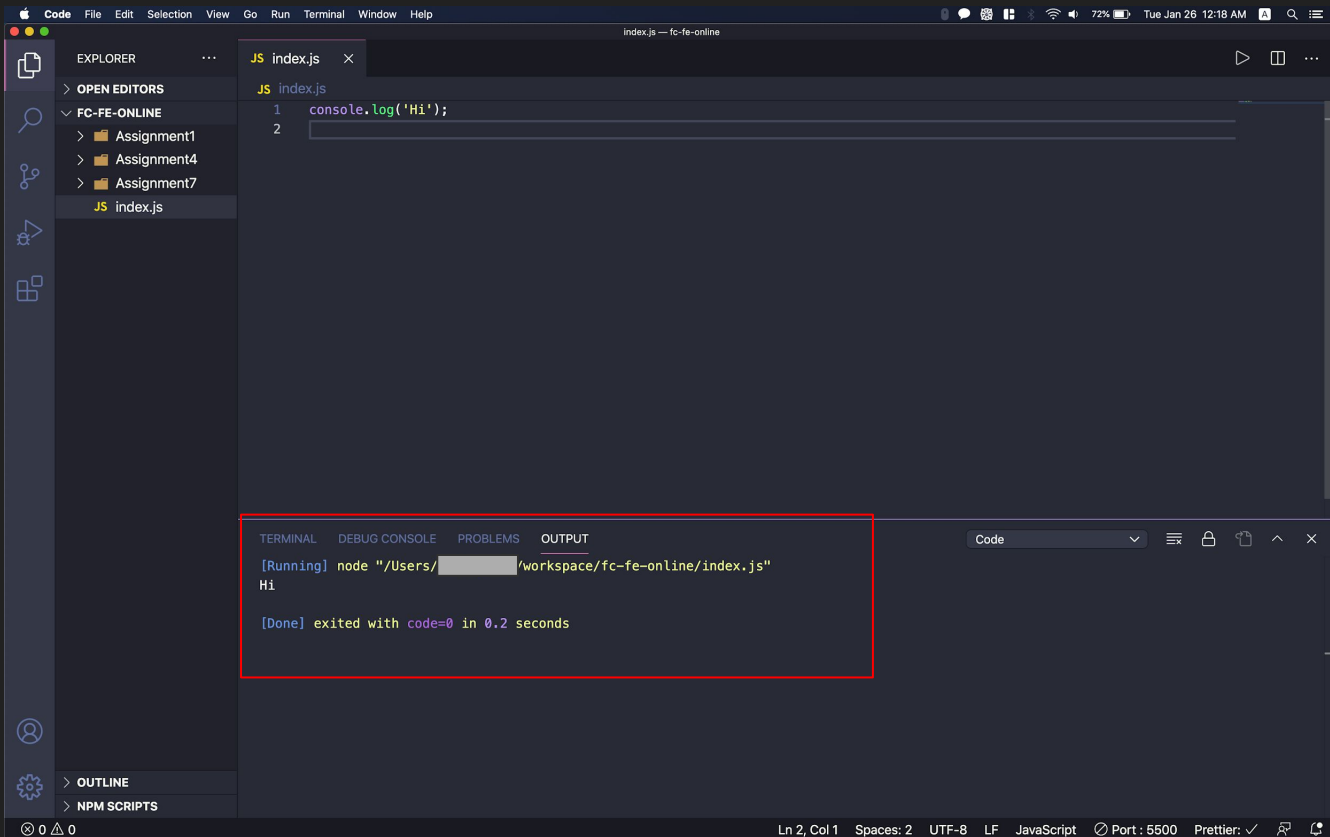 Code File Edit Selection View Go Run Terminal Window Help 72% Tue Jan 26 12:18 AM A
index.js — fc-fe-online
EXPLORER
OPEN EDITORS
FC-FE-ONLINE
Assignment1
Assignment4
Assignment7
JS index.js
OUTLINE
NPM SCRIPTS
JS index.js
JS index.js
1 console.log('Hi');
2
TERMINAL DEBUG CONSOLE PROBLEMS OUTPUT Code
[Running] node "/Users/ /workspace/fc-fe-online/index.js"
Hi
[Done] exited with code=0 in 0.2 seconds
0 0 Ln 2, Col 1 Spaces: 2 UTF-8 LF JavaScript Port : 5500 Prettier: ✓